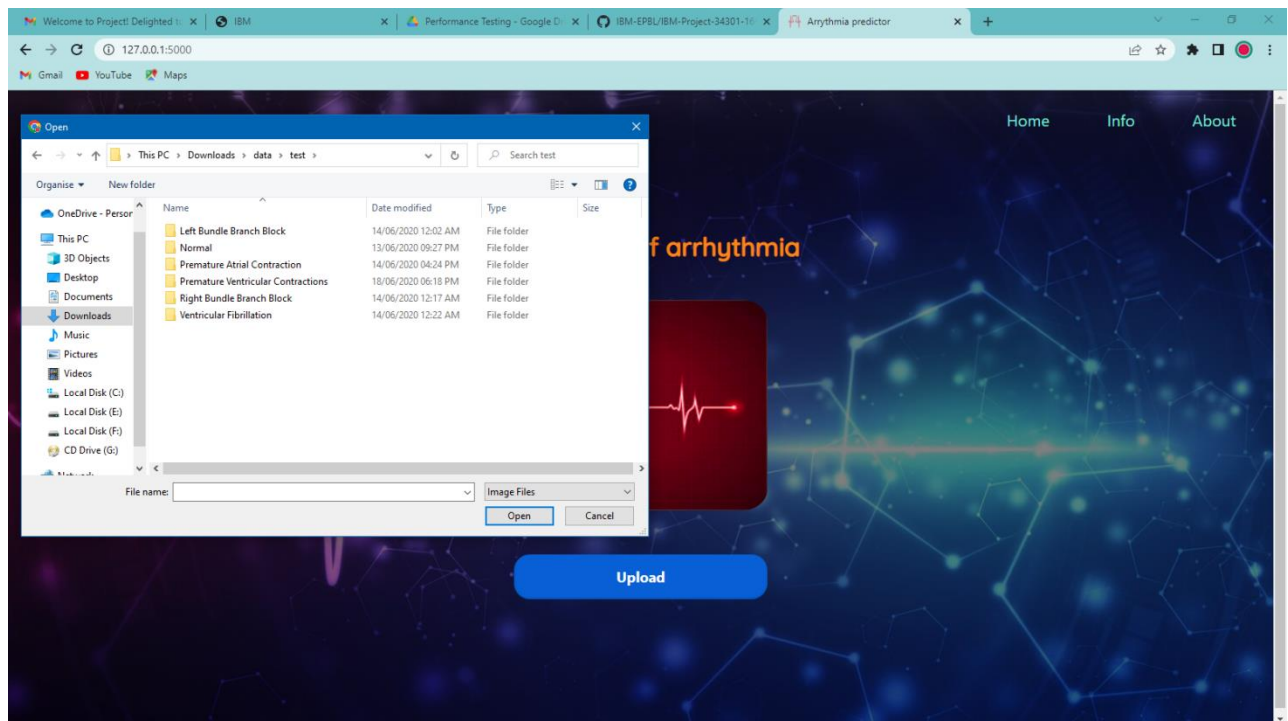 Welcome to Project! Delighted t
IBM
Performance Testing - Google D
IBM-EPBL/IBM-Project-34301-16
Arrythmia predictor
127.0.0.1:5000
Gmail YouTube Maps
Home Info About
Open
This PC > Downloads > data > test >
Search test
Organise New folder
Name Date modified Type Size
OneDrive - Person
This PC
3D Objects
Desktop
Documents
Downloads
Music
Pictures
Videos
Local Disk (C:)
Local Disk (E:)
Local Disk (F:)
CD Drive (G:)
Left Bundle Branch Block 14/06/2020 12:02 AM File folder
Normal 13/06/2020 09:27 PM File folder
Premature Atrial Contraction 14/06/2020 04:24 PM File folder
Premature Ventricular Contractions 18/06/2020 06:18 PM File folder
Right Bundle Branch Block 14/06/2020 12:17 AM File folder
Ventricular Fibrillation 14/06/2020 12:22 AM File folder
f arrhythmia
File name:
Image Files
Open Cancel
Upload